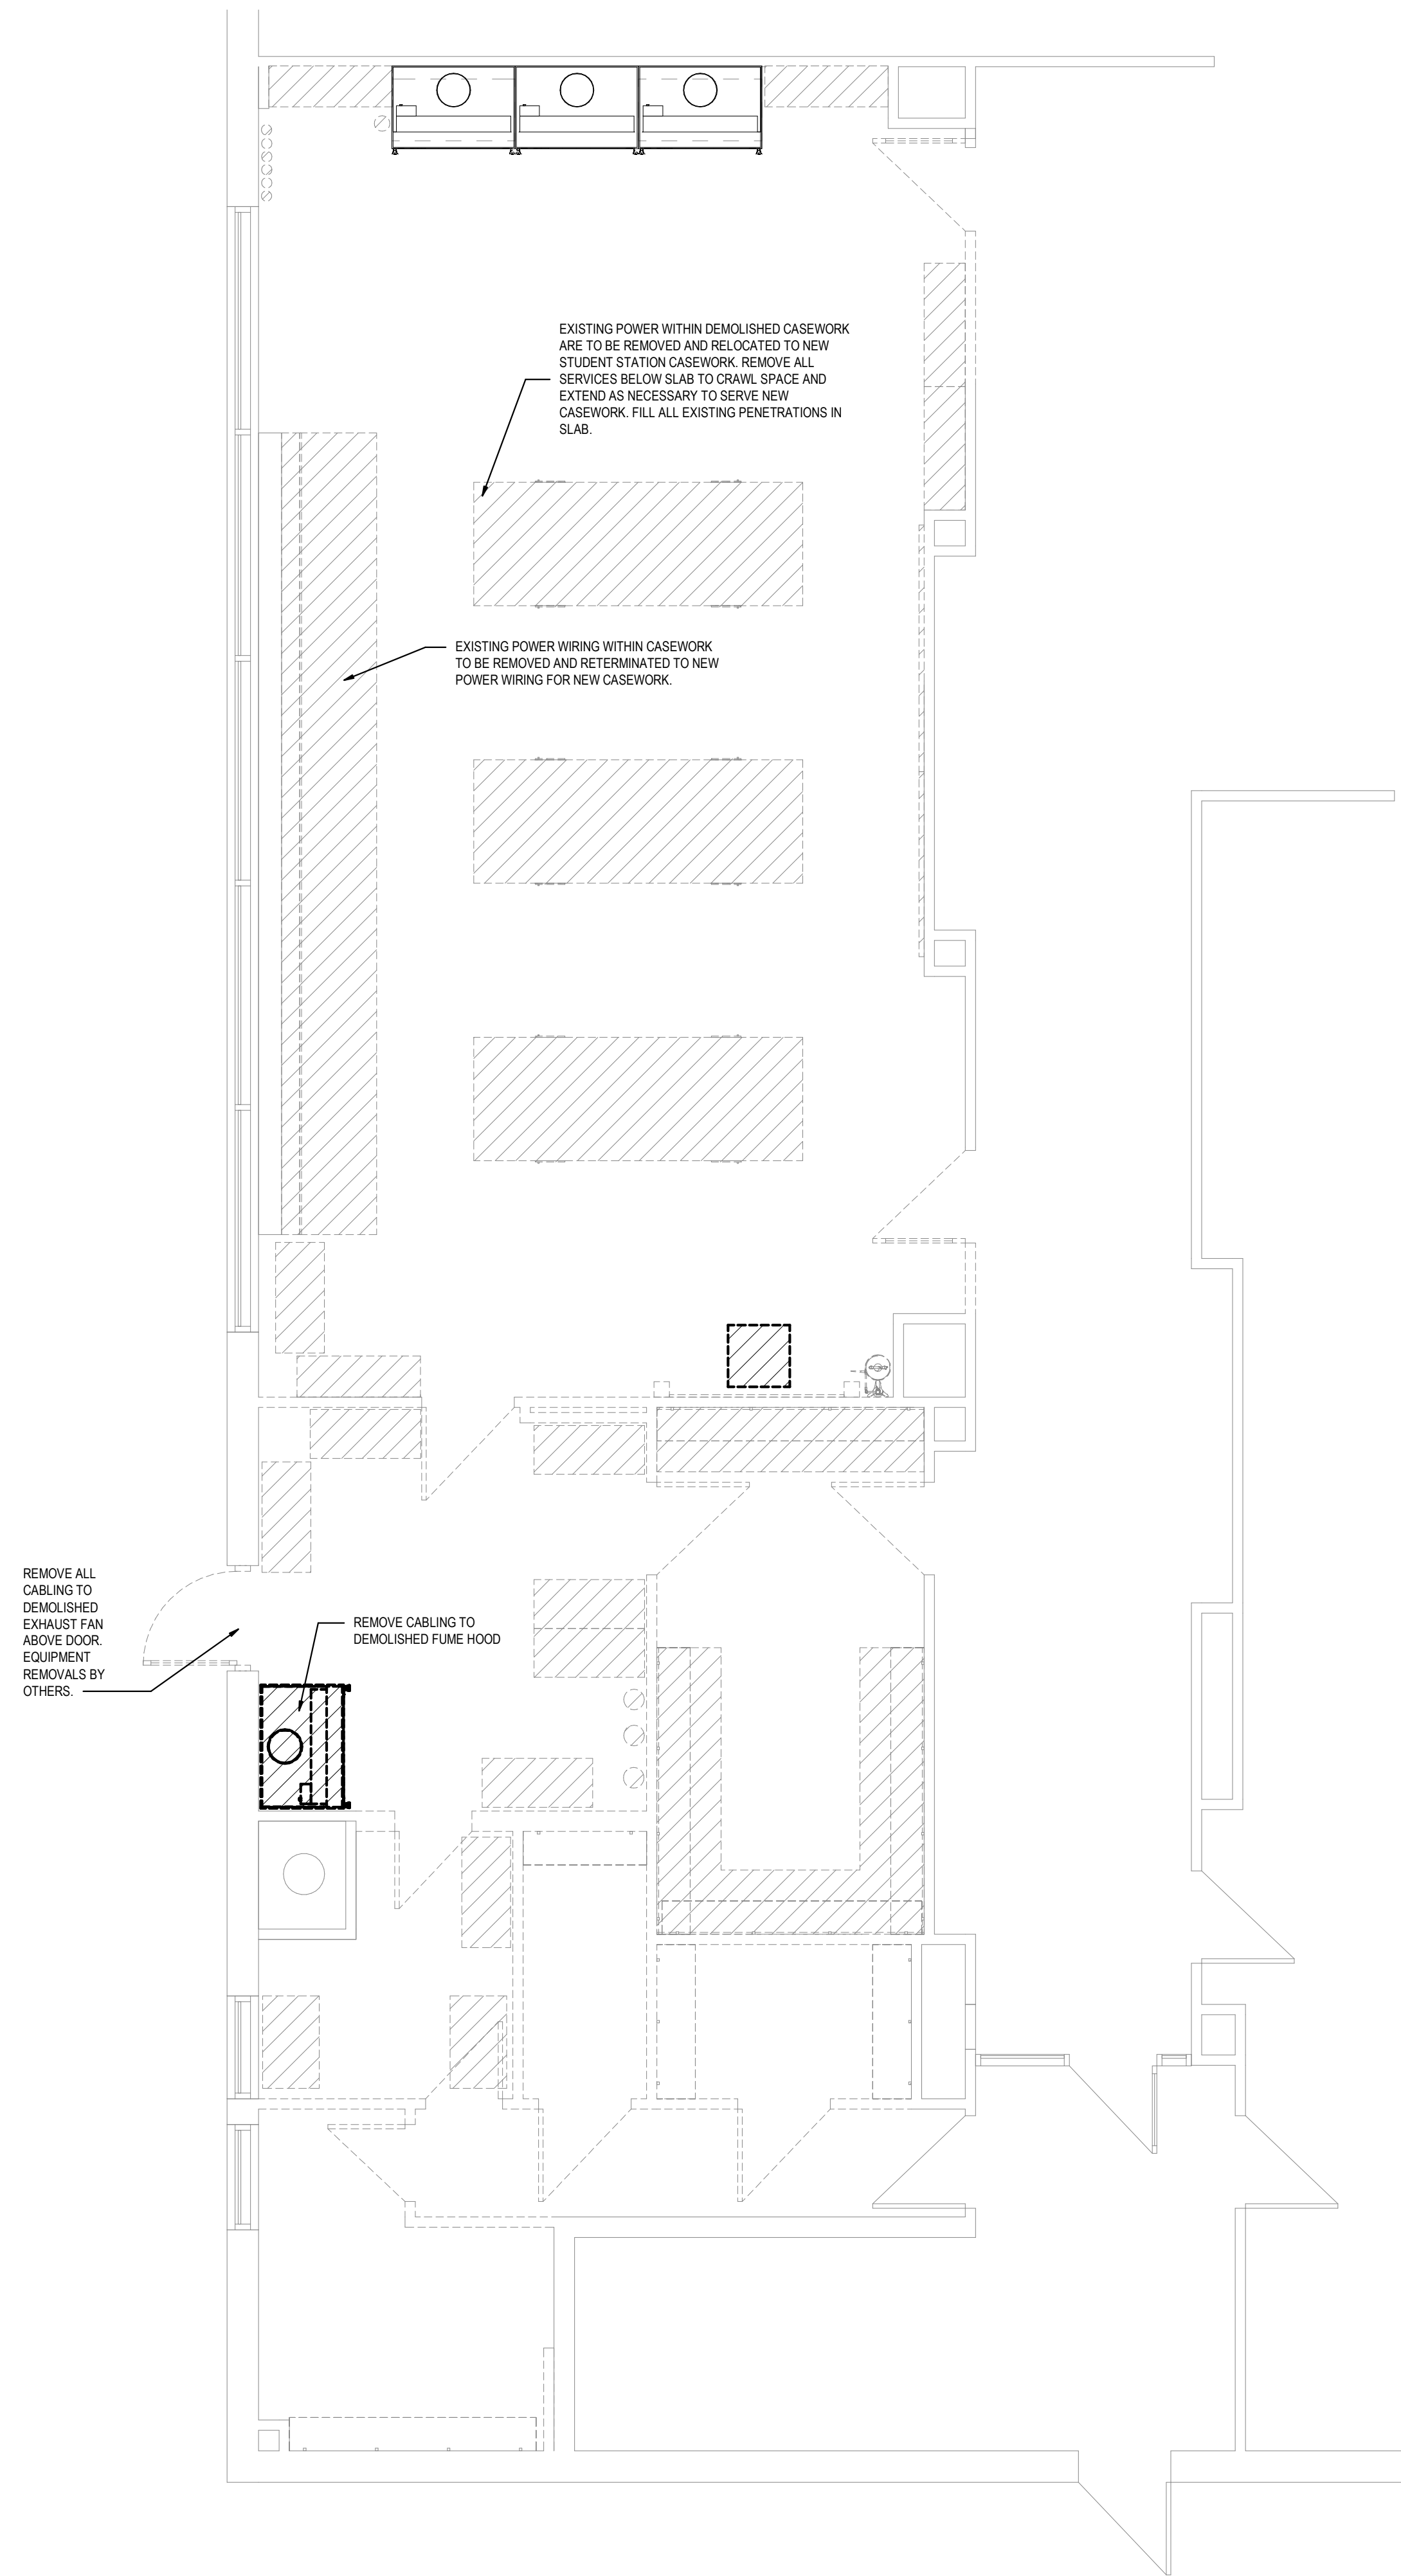 EXISTING POWER WITHIN DEMOLISHED CASEWORK
ARE TO BE REMOVED AND RELOCATED TO NEW
STUDENT STATION CASEWORK. REMOVE ALL
SERVICES BELOW SLAB TO CRAWL SPACE AND
EXTEND AS NECESSARY TO SERVE NEW
CASEWORK. FILL ALL EXISTING PENETRATIONS IN
SLAB.
EXISTING POWER WIRING WITHIN CASEWORK
TO BE REMOVED AND RETERMINATED TO NEW
POWER WIRING FOR NEW CASEWORK.
REMOVE ALL
CABLING TO
DEMOLISHED
EXHAUST FAN
ABOVE DOOR.
EQUIPMENT
REMOVALS BY
OTHERS.
REMOVE CABLING TO
DEMOLISHED FUME HOOD